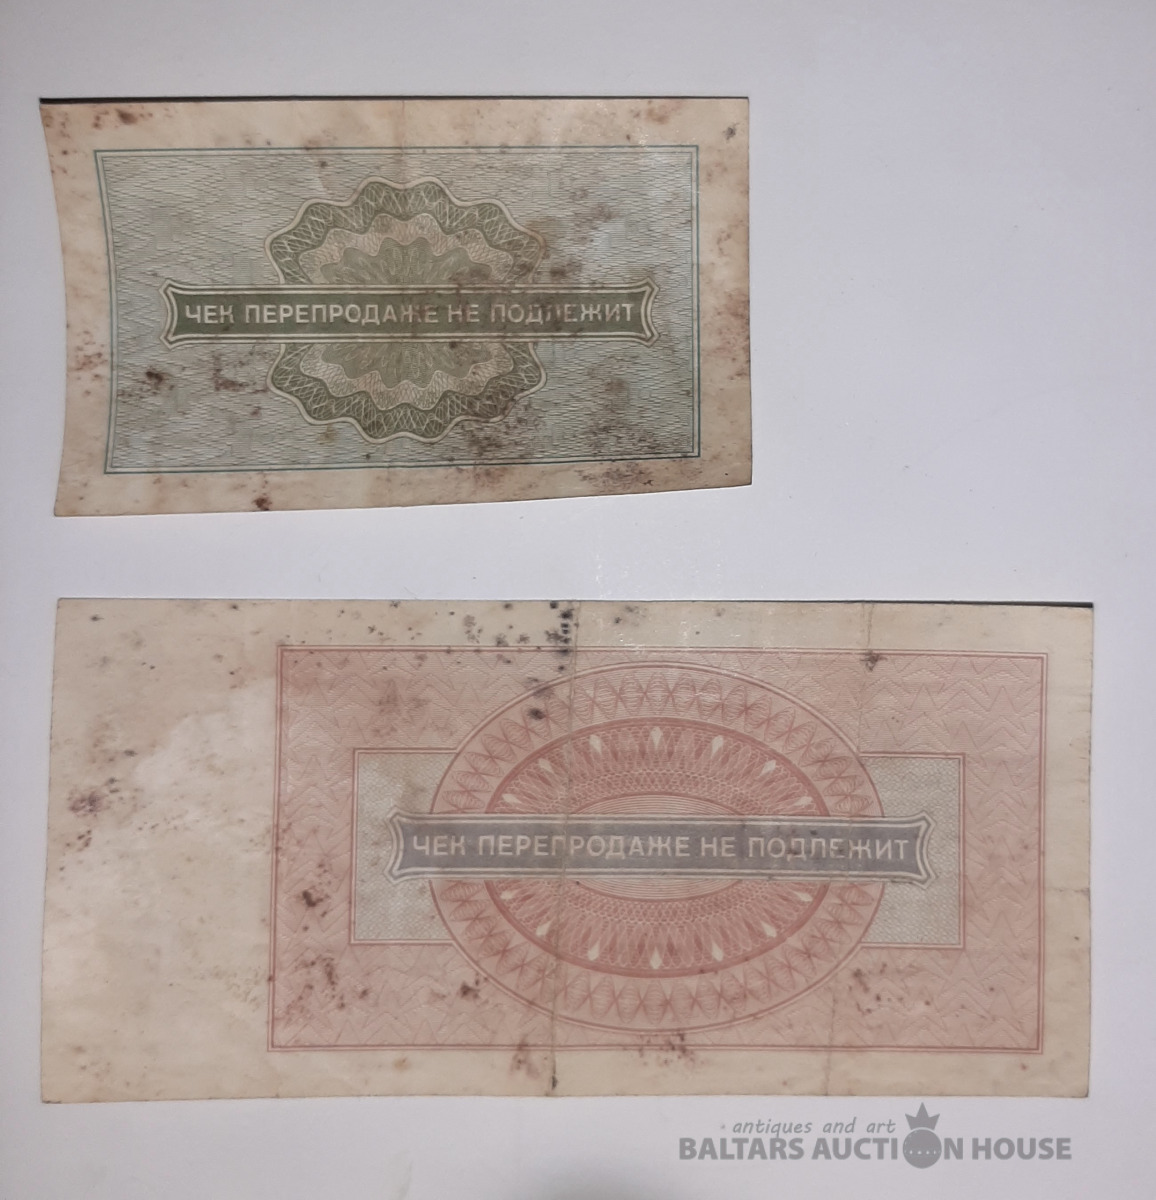 ЧЕК ПЕРЕПРОДАЖЕ НЕ ПОДЛЕЖИТ
ЧЕК ПЕРЕПРОДАЖЕ НЕ ПОДЛЕЖИТ
antiques and art
BALTARS AUCTION HOUSE